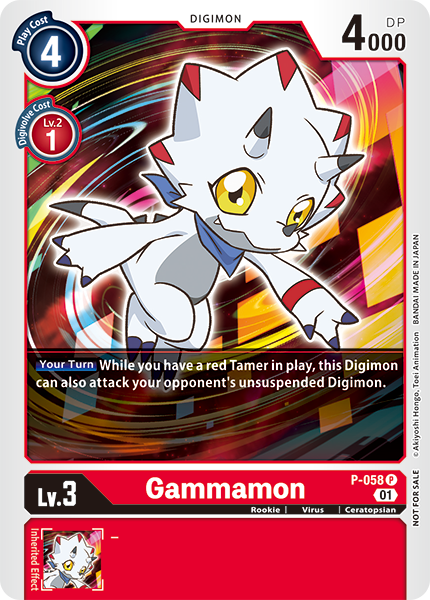 DIGIMON
Play Cost
4
DP
4000
Digivolve Cost
Lv.2
1
Your Turn While you have a red Tamer in play, this Digimon
can also attack your opponent's unsuspended Digimon.
©Akiyoshi Hongo, Toei Animation BANDAI MADE IN JAPAN
Lv.3
Gammamon
P-058 P
01
Rookie | Virus | Ceratopsian
NOT FOR SALE
Inherited Effect
-